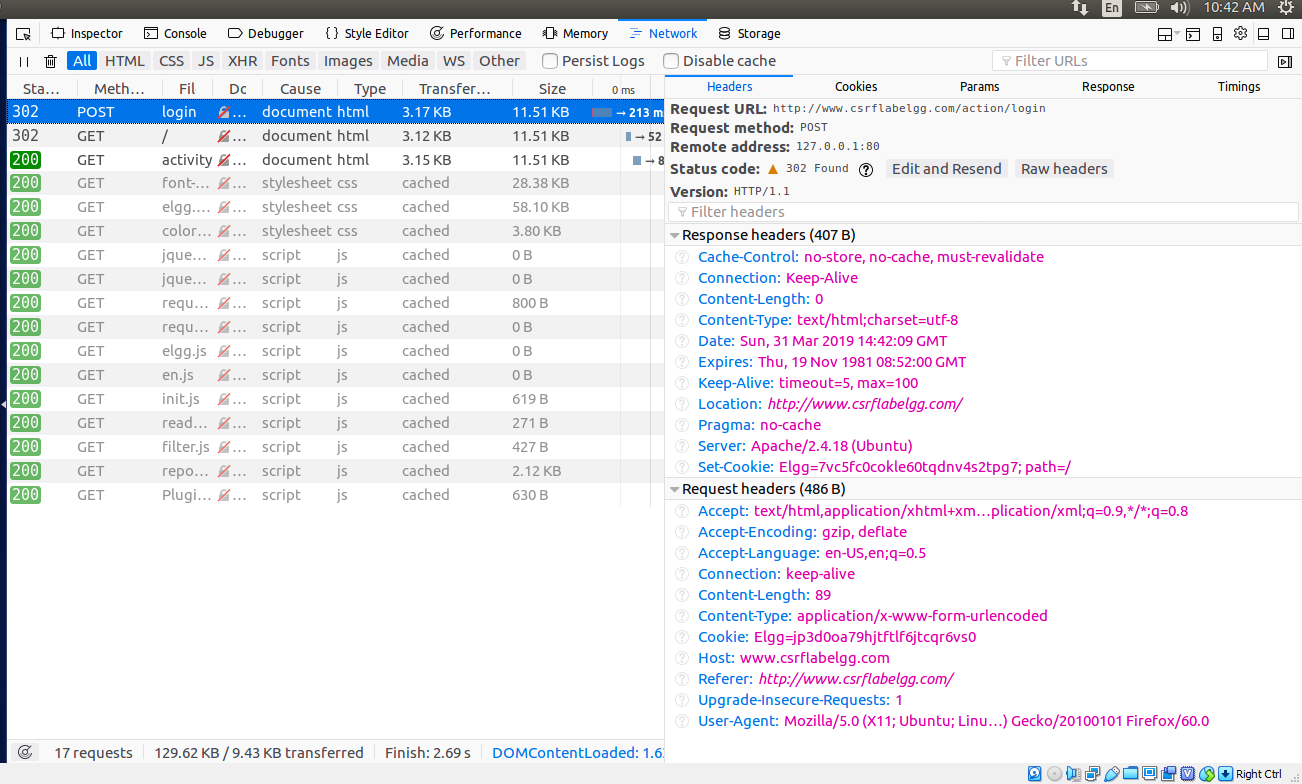 En 10:42 AM
Inspector Console Debugger { } Style Editor Performance Memory Network Storage
All HTML CSS JS XHR Fonts Images Media WS Other Persist Logs Disable cache Filter URLs
Sta… Meth… Fil Dc Cause Type Transfer… Size 0 ms
302 POST login … document html 3.17 KB 11.51 KB → 213 m
302 GET / … document html 3.12 KB 11.51 KB → 52
200 GET activity … document html 3.15 KB 11.51 KB → 8
200 GET font-… … stylesheet css cached 28.38 KB
200 GET elgg.… … stylesheet css cached 58.10 KB
200 GET color… … stylesheet css cached 3.80 KB
200 GET jque… … script js cached 0 B
200 GET jque… … script js cached 0 B
200 GET requ… … script js cached 800 B
200 GET requ… … script js cached 0 B
200 GET elgg.js … script js cached 0 B
200 GET en.js … script js cached 0 B
200 GET init.js … script js cached 619 B
200 GET read… … script js cached 271 B
200 GET filter.js … script js cached 427 B
200 GET repo… … script js cached 2.12 KB
200 GET Plugi… … script js cached 630 B
17 requests 129.62 KB / 9.43 KB transferred Finish: 2.69 s DOMContentLoaded: 1.6
Headers Cookies Params Response Timings
Request URL: http://www.csrflabelgg.com/action/login
Request method: POST
Remote address: 127.0.0.1:80
Status code: 302 Found ? Edit and Resend Raw headers
Version: HTTP/1.1
Filter headers
Response headers (407 B)
? Cache-Control: no-store, no-cache, must-revalidate
? Connection: Keep-Alive
? Content-Length: 0
? Content-Type: text/html;charset=utf-8
? Date: Sun, 31 Mar 2019 14:42:09 GMT
? Expires: Thu, 19 Nov 1981 08:52:00 GMT
? Keep-Alive: timeout=5, max=100
? Location: http://www.csrflabelgg.com/
? Pragma: no-cache
? Server: Apache/2.4.18 (Ubuntu)
? Set-Cookie: Elgg=7vc5fc0cokle60tqdnv4s2tpg7; path=/
Request headers (486 B)
? Accept: text/html,application/xhtml+xm…plication/xml;q=0.9,*/*;q=0.8
? Accept-Encoding: gzip, deflate
? Accept-Language: en-US,en;q=0.5
? Connection: keep-alive
? Content-Length: 89
? Content-Type: application/x-www-form-urlencoded
? Cookie: Elgg=jp3d0oa79hjtftlf6jtcqr6vs0
? Host: www.csrflabelgg.com
? Referer: http://www.csrflabelgg.com/
? Upgrade-Insecure-Requests: 1
? User-Agent: Mozilla/5.0 (X11; Ubuntu; Linu…) Gecko/20100101 Firefox/60.0
Right Ctrl